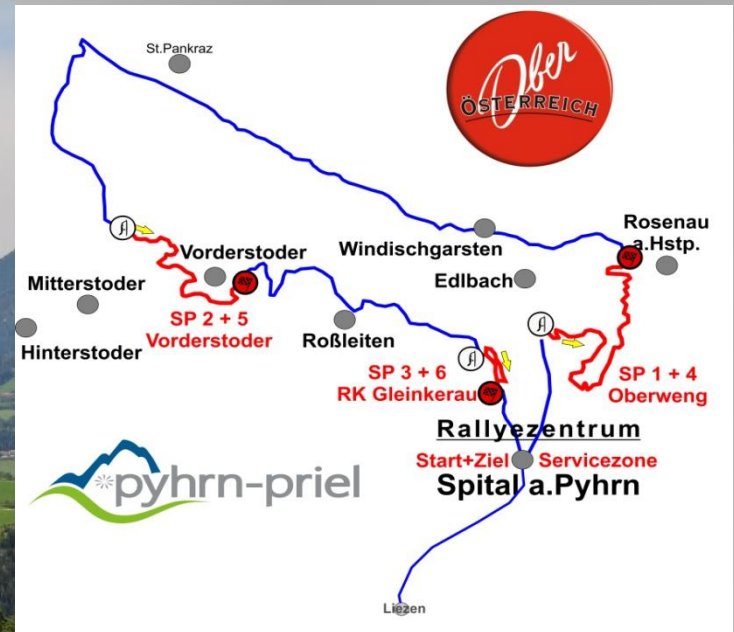 St.Pankraz
Ober
ÖSTERREICH
Rosenau
a.Hstp.
Vorderstoder
Windischgarsten
Edlbach
Mitterstoder
SP 2 + 5
Vorderstoder
Hinterstoder
Roßleiten
SP 3 + 6
RK Gleinkerau
SP 1 + 4
Oberweng
Rallyezentrum
Start+Ziel Servicezone
Spital a.Pyhrn
pyhrn-priel
Liezen